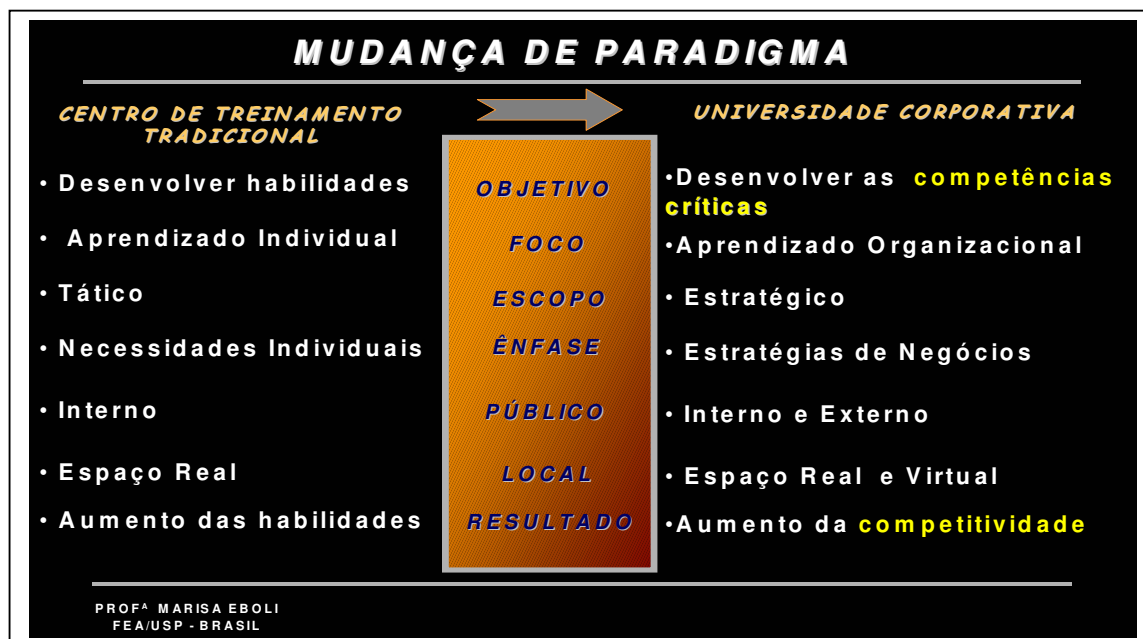 MUDANÇA DE PARADIGMA
CENTRO DE TREINAMENTO
TRADICIONAL
UNIVERSIDADE CORPORATIVA
• Desenvolver habilidades
OBJETIVO
•Desenvolver as competências
críticas
• Aprendizado Individual
FOCO
•Aprendizado Organizacional
• Tático
ESCOPO
• Estratégico
• Necessidades Individuais
ÊNFASE
• Estratégias de Negócios
• Interno
PÚBLICO
• Interno e Externo
• Espaço Real
LOCAL
• Espaço Real e Virtual
• Aumento das habilidades
RESULTADO
•Aumento da competitividade
PROFª MARISA EBOLI
FEA/USP - BRASIL